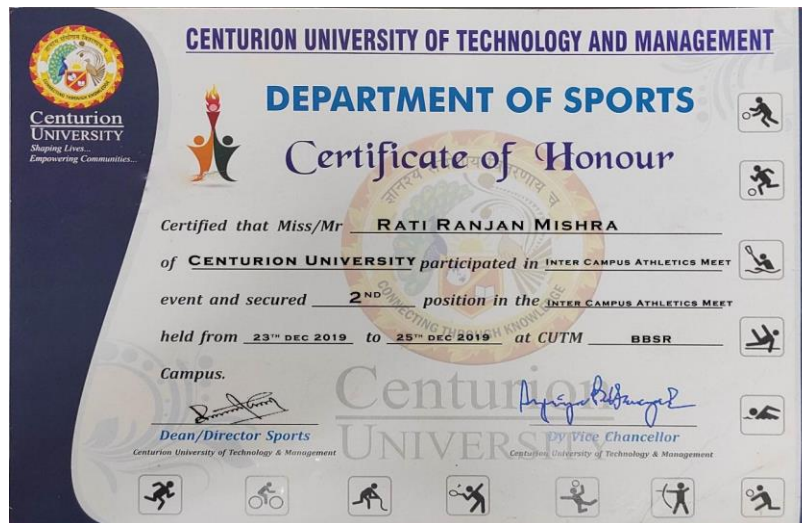 CENTURION UNIVERSITY OF TECHNOLOGY AND MANAGEMENT
Centurion
UNIVERSITY
Shaping Lives...
Empowering Communities...
DEPARTMENT OF SPORTS
Certificate of Honour
Certified that Miss/Mr RATI RANJAN MISHRA
of CENTURION UNIVERSITY participated in INTER CAMPUS ATHLETICS MEET
event and secured 2ND position in the INTER CAMPUS ATHLETICS MEET
held from 23TH DEC 2019 to 25TH DEC 2019 at CUTM BBSR
Campus.
Centurion
UNIVERSITY
CONNECTING THROUGH KNOWLEDGE
Dean/Director Sports
Centurion University of Technology & Management
Dy Vice Chancellor
Centurion University of Technology & Management